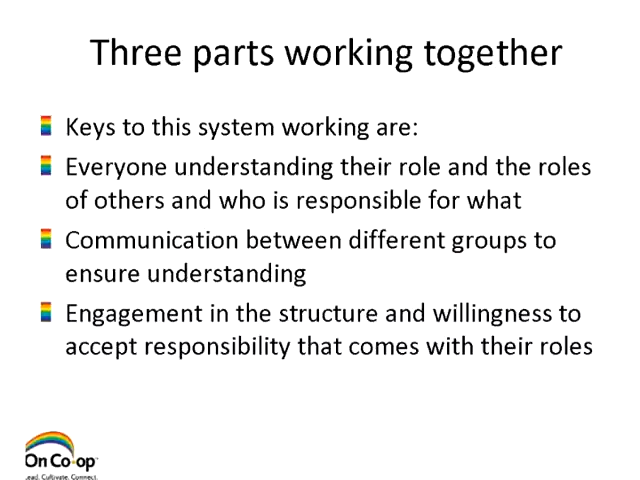 Three parts working together
Keys to this system working are:
Everyone understanding their role and the roles
of others and who is responsible for what
Communication between different groups to
ensure understanding
Engagement in the structure and willingness to
accept responsibility that comes with their roles
On Co-op
ead. Cultivate. Connect.